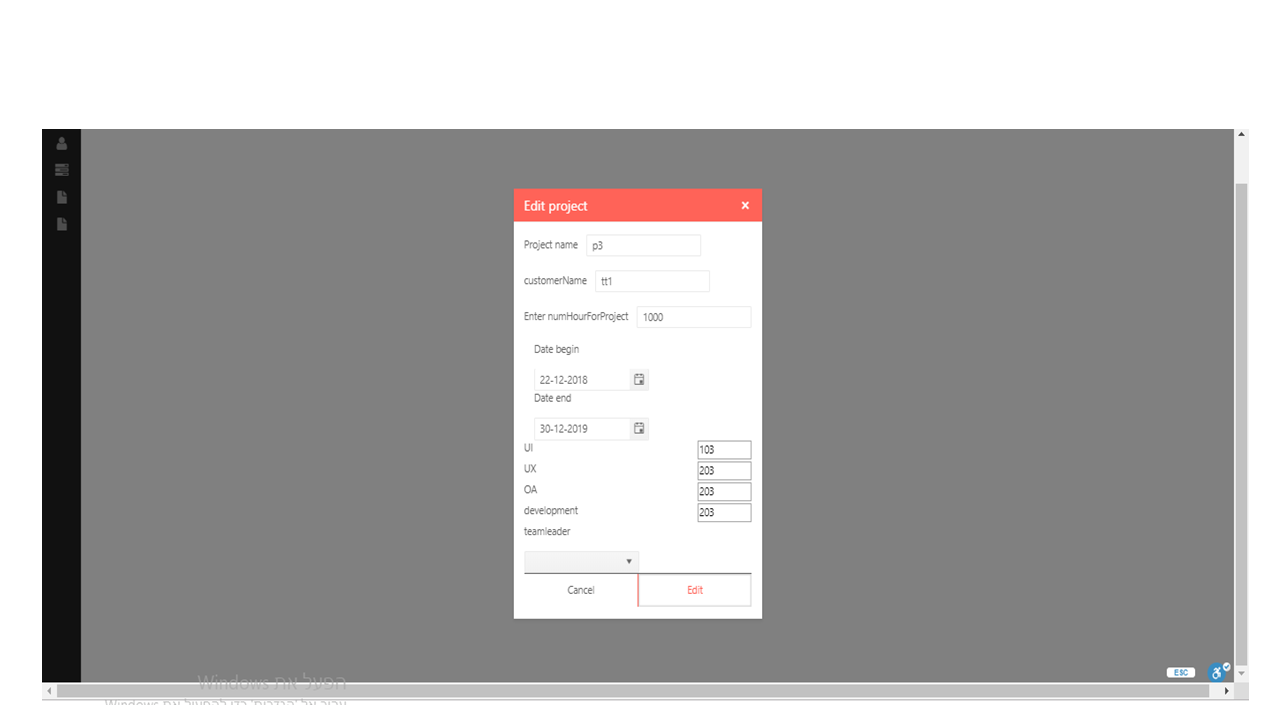 Edit project ×
Project name p3
customerName tt1
Enter numHourForProject 1000
Date begin
22-12-2018
Date end
30-12-2019
UI 103
UX 203
OA 203
development 203
teamleader
Cancel Edit
ESC
הפעל את Windows
עבור אל 'הגדרות' כדי להפעיל את Windows